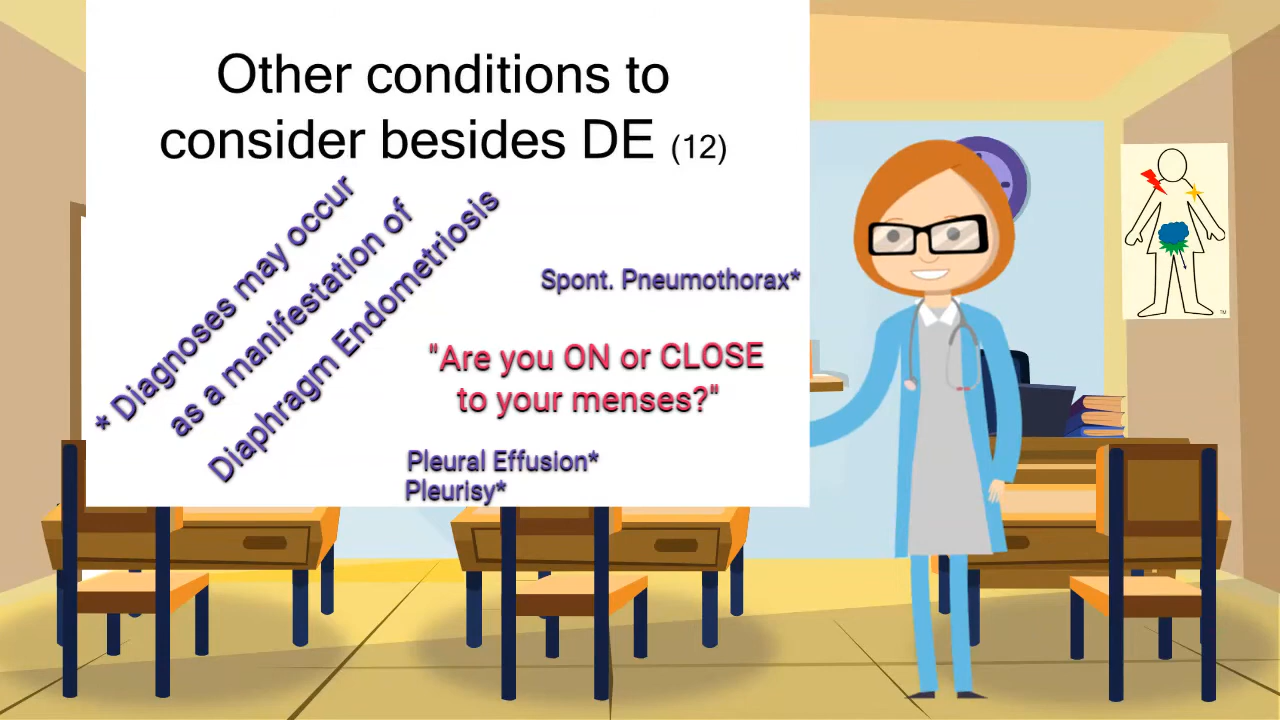 Other conditions to
consider besides DE (12)
* Diagnoses may occur
as a manifestation of
Diaphragm Endometriosis
Spont. Pneumothorax*
"Are you ON or CLOSE
to your menses?"
Pleural Effusion*
Pleurisy*
TM